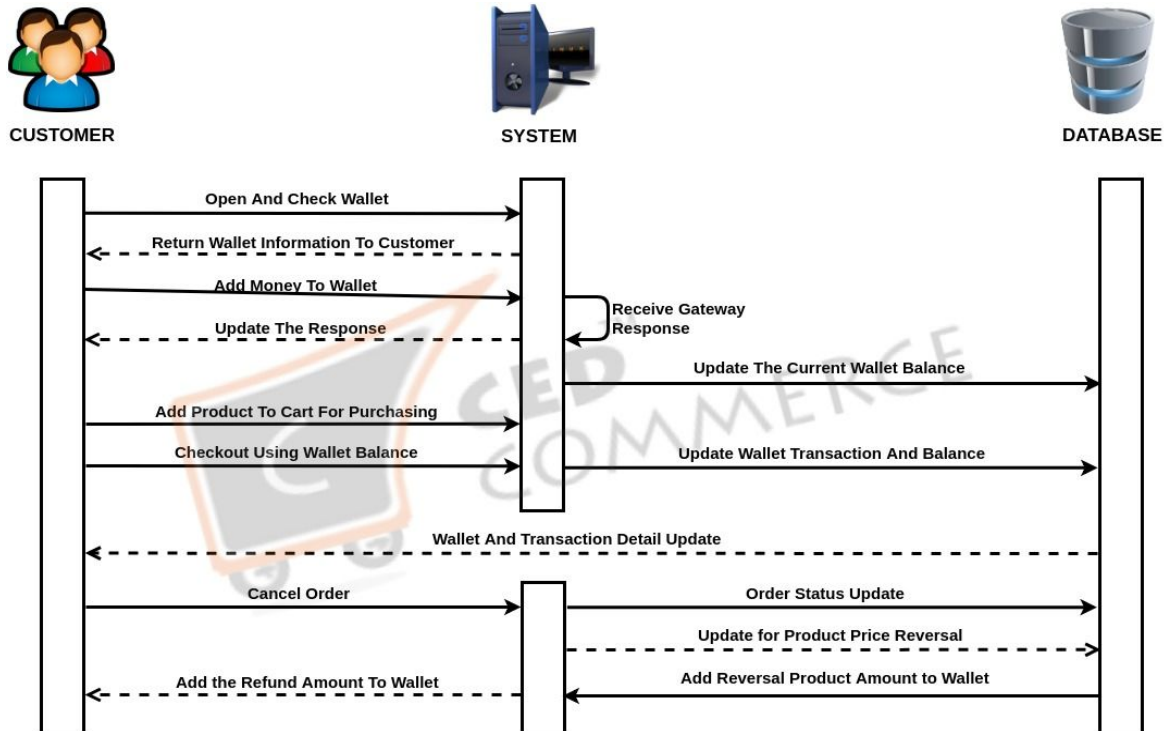 CUSTOMER
SYSTEM
DATABASE
Open And Check Wallet
Return Wallet Information To Customer
Add Money To Wallet
Receive Gateway
Response
Update The Response
Update The Current Wallet Balance
Add Product To Cart For Purchasing
Checkout Using Wallet Balance
Update Wallet Transaction And Balance
Wallet And Transaction Detail Update
Cancel Order
Order Status Update
Update for Product Price Reversal
Add the Refund Amount To Wallet
Add Reversal Product Amount to Wallet
CED
COMMERCE
TM